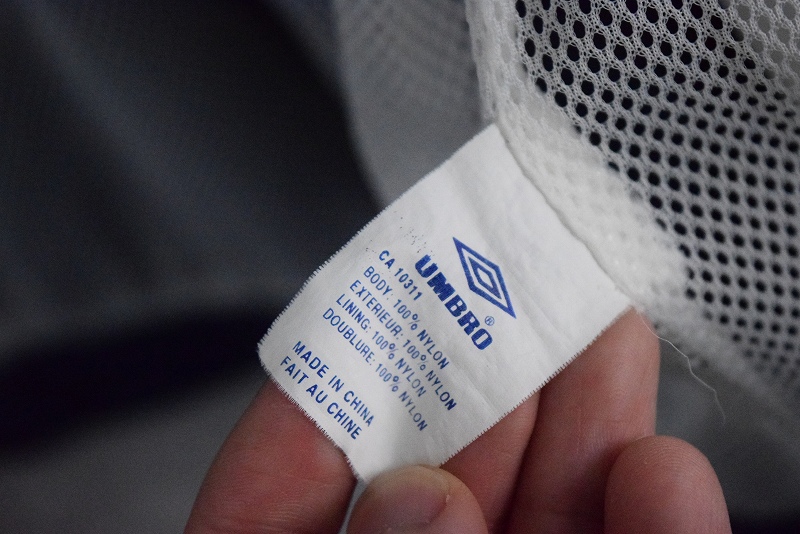 UMBRO®
CA 10311
BODY: 100% NYLON
EXTERIEUR: 100% NYLON
LINING: 100% NYLON
DOUBLURE: 100% NYLON
MADE IN CHINA
FAIT AU CHINE